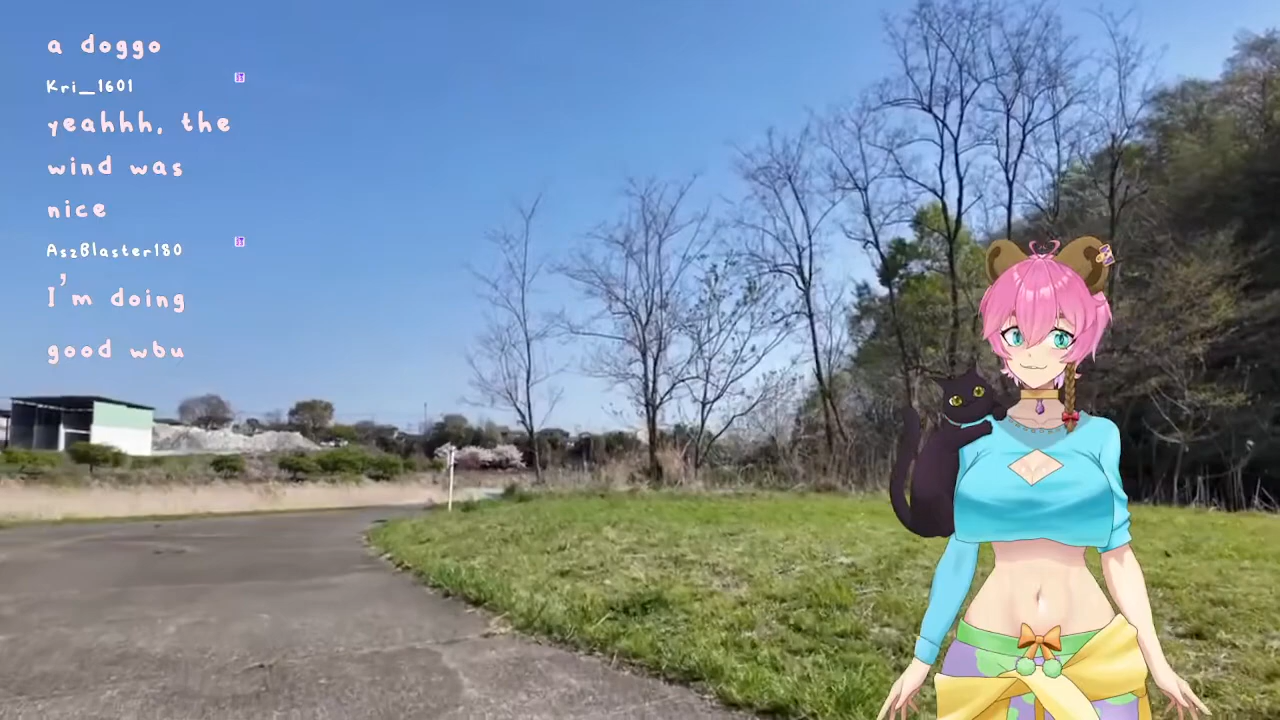 a doggo
Kri_1601
yeahhh, the
wind was
nice
AszBlaster180
I'm doing
good wbu